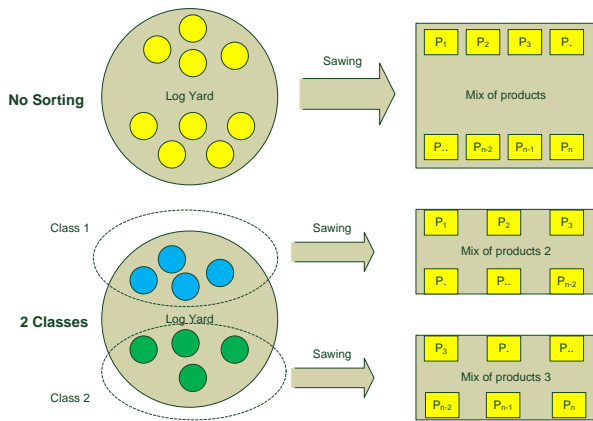 No Sorting
Log Yard
Sawing
P1 P2 P3 P.
Mix of products
P.. Pn-2 Pn-1 Pn
2 Classes
Class 1
Log Yard
Class 2
Sawing
P1 P2 P3
Mix of products 2
P. P.. Pn-2
Sawing
P3 P. P..
Mix of products 3
Pn-2 Pn-1 Pn